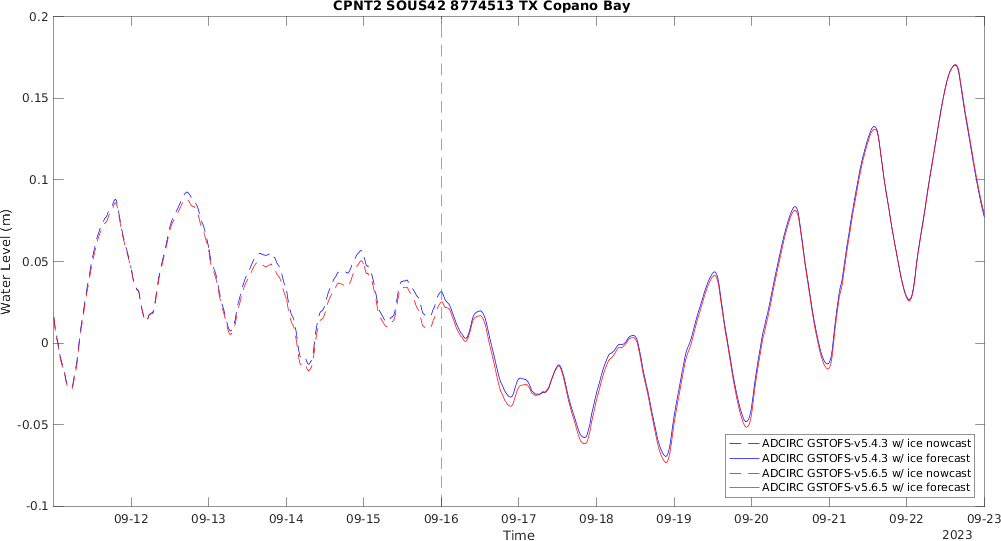 CPNT2 SOUS42 8774513 TX Copano Bay
0.2
0.15
0.1
0.05
0
-0.05
-0.1
Water Level (m)
ADCIRC GSTOFS-v5.4.3 w/ ice nowcast
ADCIRC GSTOFS-v5.4.3 w/ ice forecast
ADCIRC GSTOFS-v5.6.5 w/ ice nowcast
ADCIRC GSTOFS-v5.6.5 w/ ice forecast
09-12 09-13 09-14 09-15 09-16 09-17 09-18 09-19 09-20 09-21 09-22 09-23
Time
2023